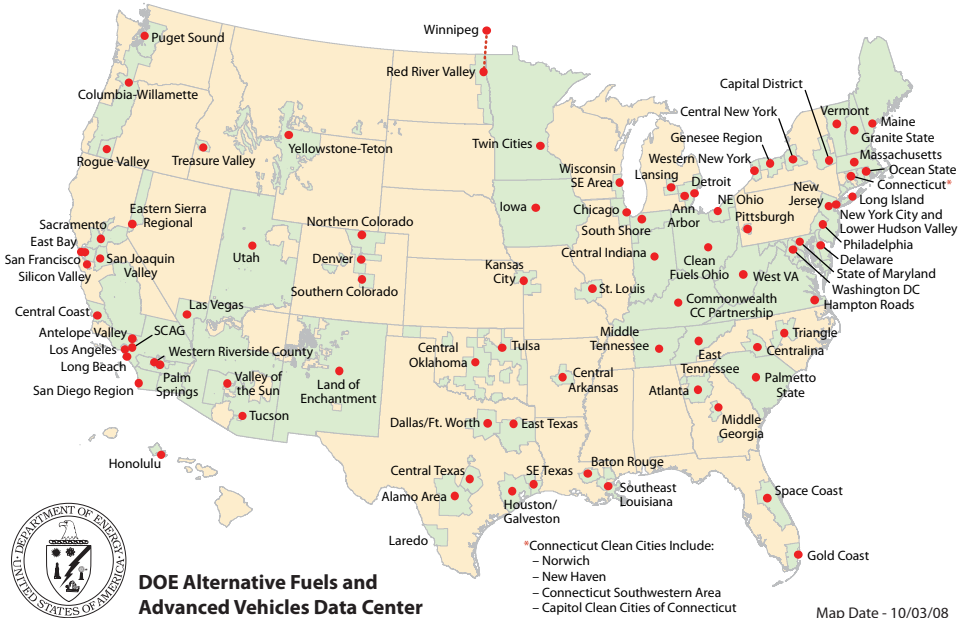 Winnipeg
Puget Sound
Red River Valley
Capital District
Columbia-Willamette
Central New York
Vermont
Maine
Genesee Region
Granite State
Rogue Valley
Treasure Valley
Yellowstone-Teton
Twin Cities
Western New York
Massachusetts
Wisconsin
SE Area
Lansing
Detroit
Ocean State
Connecticut*
Eastern Sierra
Regional
Iowa
Chicago
South Shore
Ann
Arbor
NE Ohio
Pittsburgh
New
Jersey
Long Island
New York City and
Lower Hudson Valley
Sacramento
East Bay
San Francisco
Silicon Valley
San Joaquin
Valley
Utah
Northern Colorado
Denver
Southern Colorado
Kansas
City
St. Louis
Central Indiana
Clean
Fuels Ohio
West VA
Philadelphia
Delaware
State of Maryland
Washington DC
Hampton Roads
Central Coast
Las Vegas
Commonwealth
CC Partnership
Antelope Valley
SCAG
Los Angeles
Long Beach
Western Riverside County
Palm
Springs
San Diego Region
Valley of
the Sun
Tucson
Land of
Enchantment
Central
Oklahoma
Tulsa
Central
Arkansas
Middle
Tennessee
East
Tennessee
Triangle
Centralina
Palmetto
State
Atlanta
Middle
Georgia
Dallas/Ft. Worth
East Texas
Honolulu
Central Texas
Alamo Area
SE Texas
Houston/
Galveston
Baton Rouge
Southeast
Louisiana
Space Coast
Laredo
Gold Coast
*Connecticut Clean Cities Include:
– Norwich
– New Haven
– Connecticut Southwestern Area
– Capitol Clean Cities of Connecticut
DEPARTMENT OF ENERGY
UNITED STATES OF AMERICA
DOE Alternative Fuels and
Advanced Vehicles Data Center
Map Date - 10/03/08